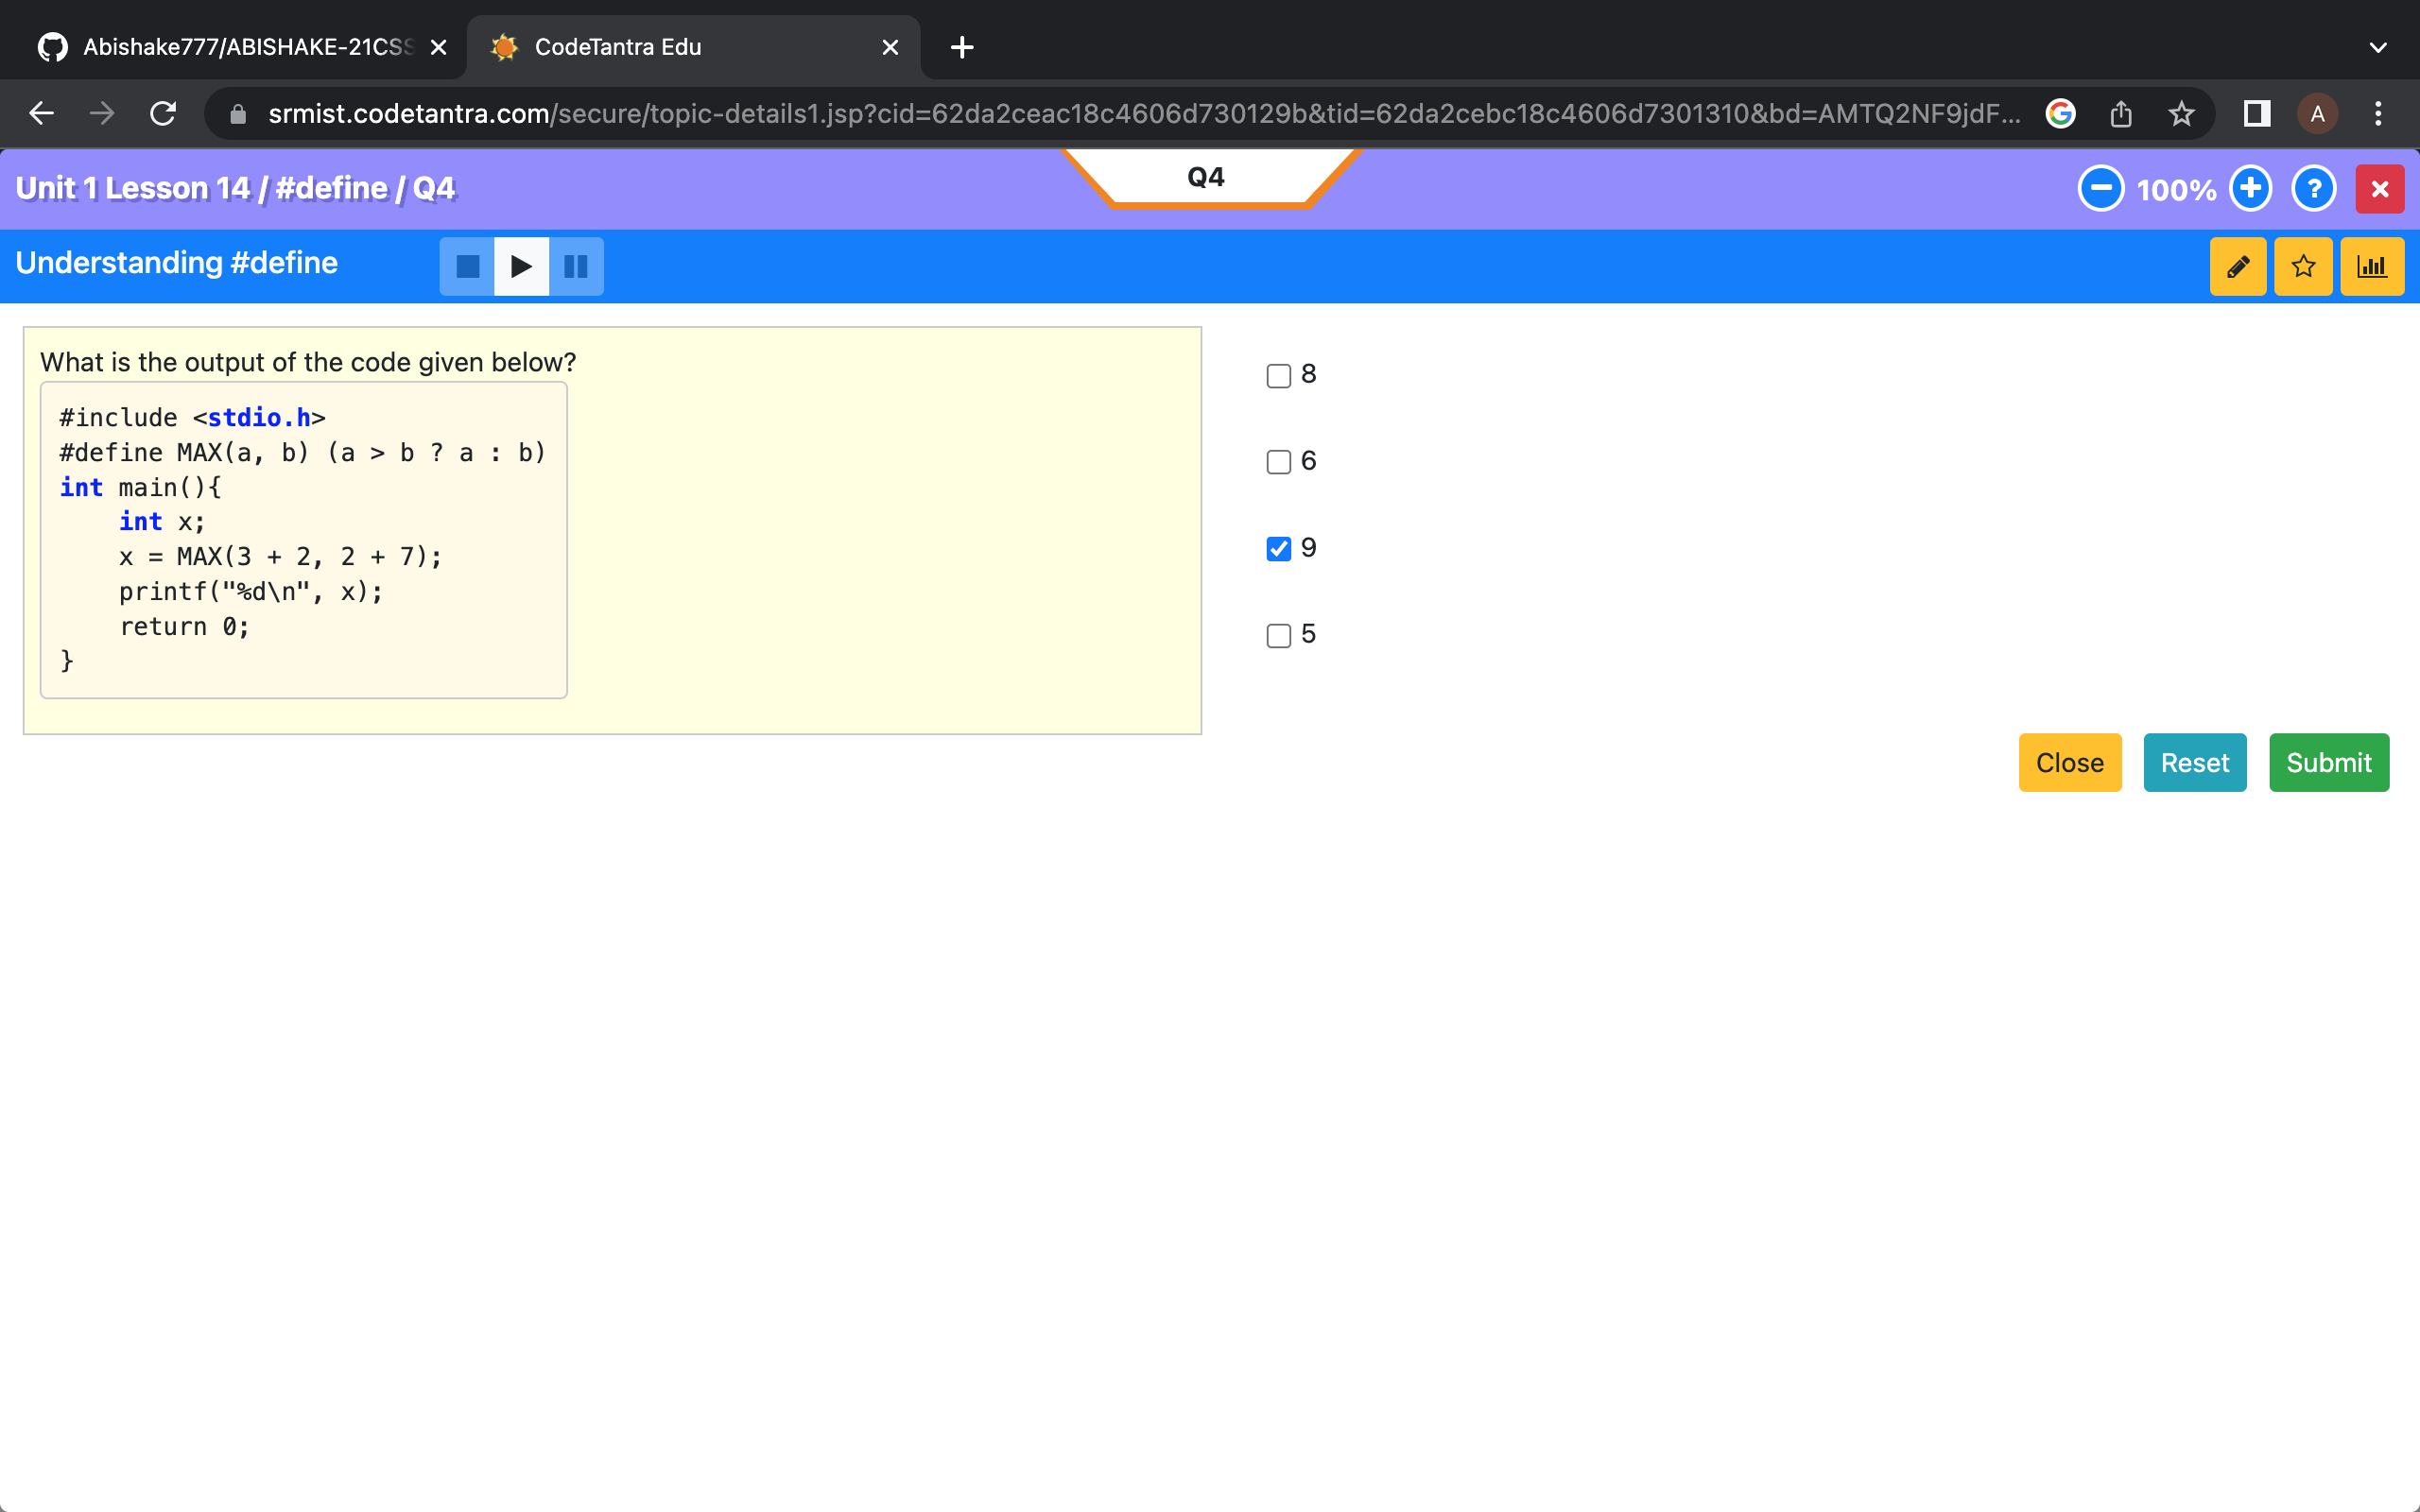 Abishake777/ABISHAKE-21CSS
CodeTantra Edu
srmist.codetantra.com/secure/topic-details1.jsp?cid=62da2ceac18c4606d730129b&tid=62da2cebc18c4606d7301310&bd=AMTQ2NF9jdF...
A
Unit 1 Lesson 14 / #define / Q4
Q4
100%
?
Understanding #define
What is the output of the code given below?
#include <stdio.h>
#define MAX(a, b) (a > b ? a : b)
int main(){
    int x;
    x = MAX(3 + 2, 2 + 7);
    printf("%d\n", x);
    return 0;
}
8
6
9
5
Close
Reset
Submit